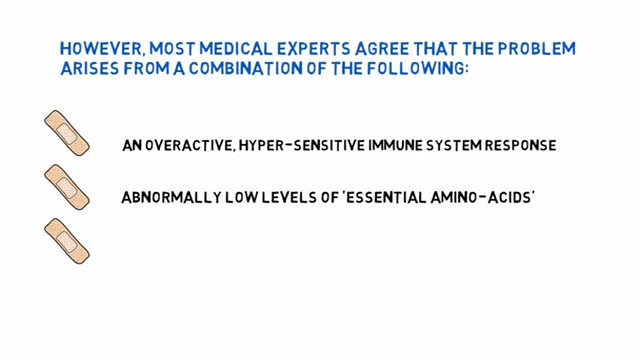 HOWEVER, MOST MEDICAL EXPERTS AGREE THAT THE PROBLEM
ARISES FROM A COMBINATION OF THE FOLLOWING:
AN OVERACTIVE, HYPER-SENSITIVE IMMUNE SYSTEM RESPONSE
ABNORMALLY LOW LEVELS OF 'ESSENTIAL AMINO-ACIDS'